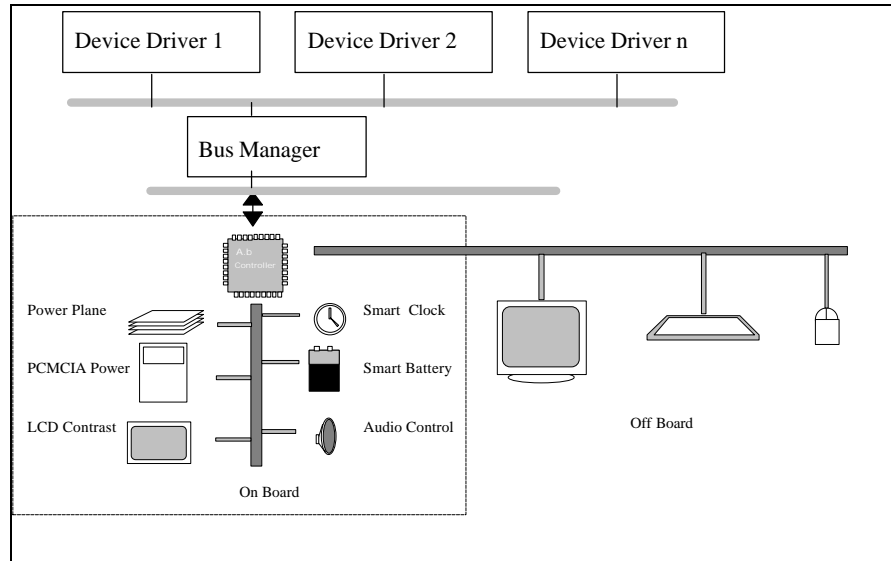 Device Driver 1
Device Driver 2
Device Driver n
Bus Manager
A.b
Controller
Power Plane
Smart Clock
PCMCIA Power
Smart Battery
LCD Contrast
Audio Control
Off Board
On Board